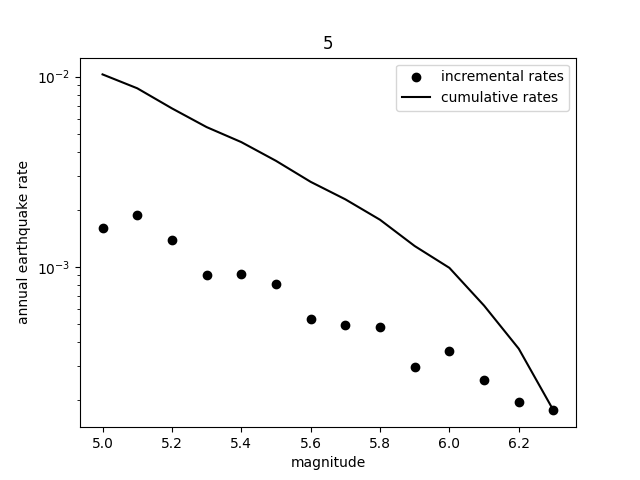 5
incremental rates
cumulative rates
10⁻²
10⁻³
annual earthquake rate
5.0 5.2 5.4 5.6 5.8 6.0 6.2
magnitude